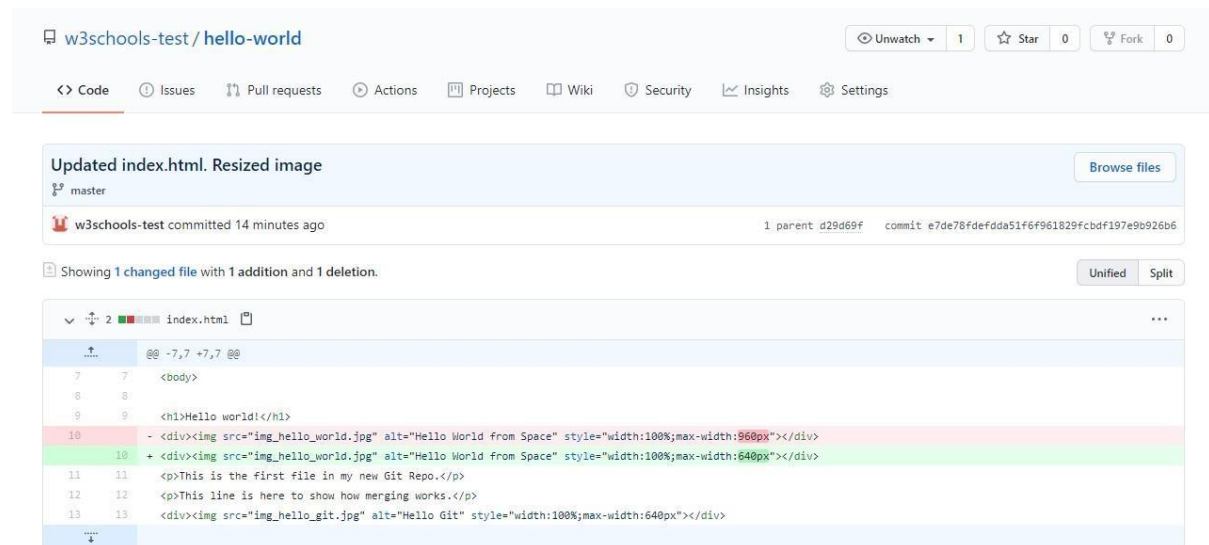 w3schools-test / hello-world
Unwatch 1 Star 0 Fork 0
<> Code Issues Pull requests Actions Projects Wiki Security Insights Settings
Updated index.html. Resized image
Browse files
master
w3schools-test committed 14 minutes ago 1 parent d29d69f commit e7de78fdefdda51f6f961829fcbdf197e9b926b6
Showing 1 changed file with 1 addition and 1 deletion. Unified Split
2 index.html ...
@@ -7,7 +7,7 @@
7 7 <body>
8 8
9 9 <h1>Hello world!</h1>
10 - <div><img src="img_hello_world.jpg" alt="Hello World from Space" style="width:100%;max-width:960px"></div>
10 + <div><img src="img_hello_world.jpg" alt="Hello World from Space" style="width:100%;max-width:640px"></div>
11 11 <p>This is the first file in my new Git Repo.</p>
12 12 <p>This line is here to show how merging works.</p>
13 13 <div><img src="img_hello_git.jpg" alt="Hello Git" style="width:100%;max-width:640px"></div>